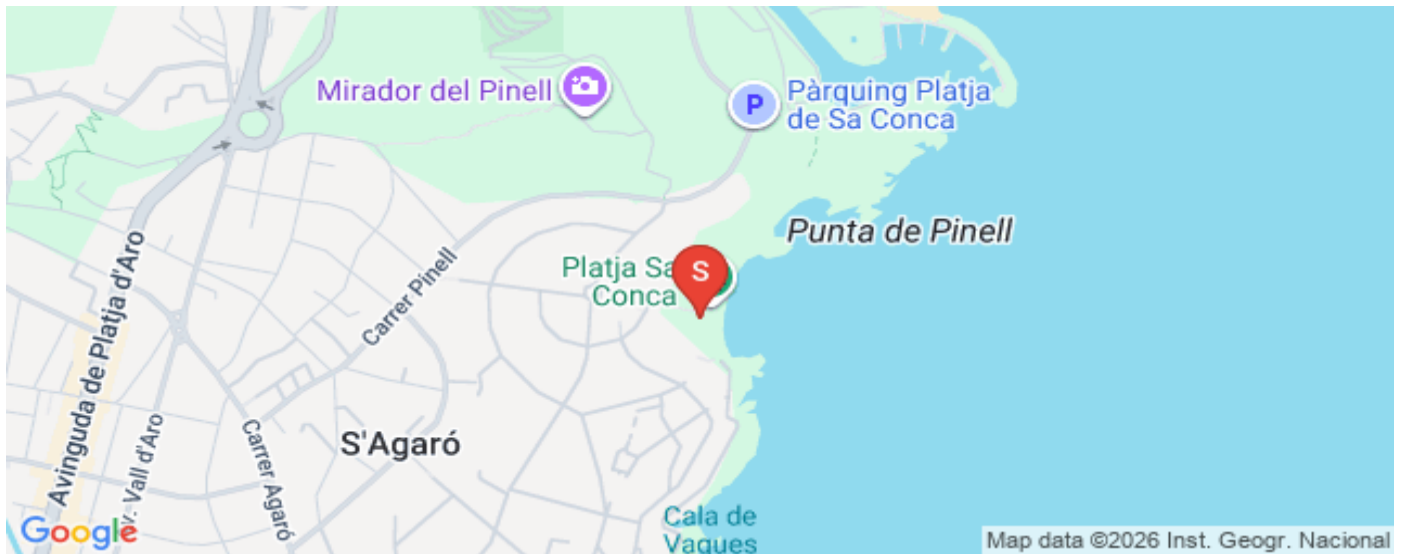 Mirador del Pinell
P
Pàrquing Platja
de Sa Conca
Punta de Pinell
Platja Sa
Conca
S
Avinguda de Platja d'Aro
Carrer Pinell
S'Agaró
v. Vall d'Aro
Carrer Agaró
Cala de
Vaques
Google
Map data ©2026 Inst. Geogr. Nacional